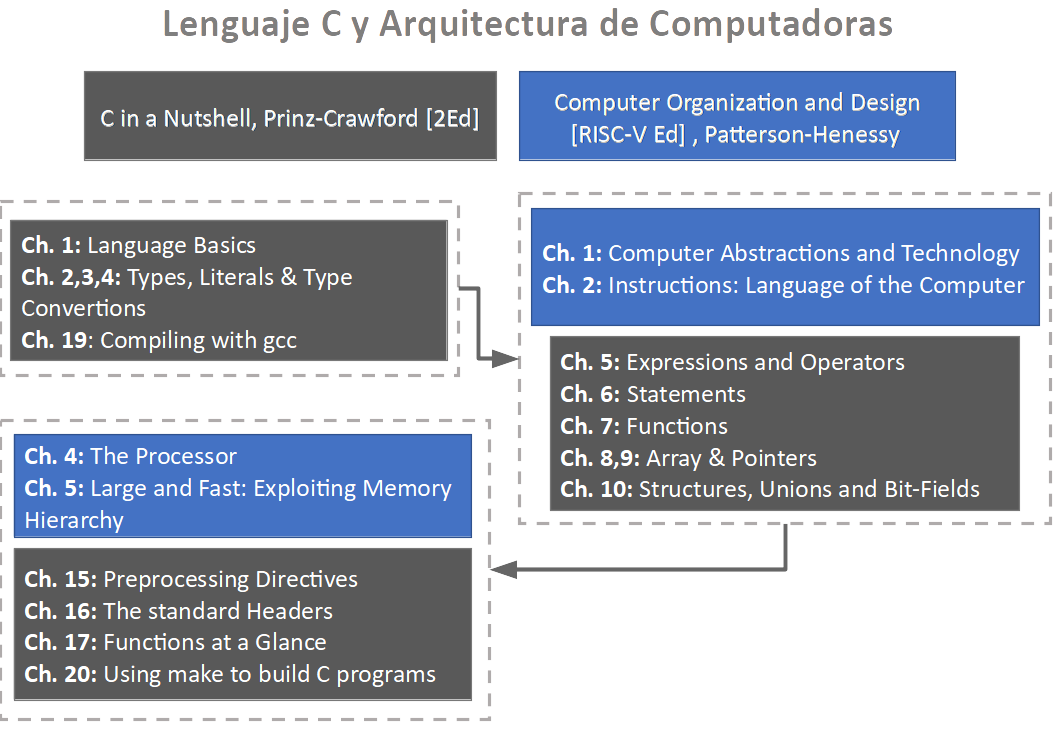 Lenguaje C y Arquitectura de Computadoras
C in a Nutshell, Prinz-Crawford [2Ed]
Computer Organization and Design
[RISC-V Ed] , Patterson-Henessy
Ch. 1: Language Basics
Ch. 2,3,4: Types, Literals & Type
Convertions
Ch. 19: Compiling with gcc
Ch. 1: Computer Abstractions and Technology
Ch. 2: Instructions: Language of the Computer
Ch. 5: Expressions and Operators
Ch. 6: Statements
Ch. 7: Functions
Ch. 8,9: Array & Pointers
Ch. 10: Structures, Unions and Bit-Fields
Ch. 4: The Processor
Ch. 5: Large and Fast: Exploiting Memory
Hierarchy
Ch. 15: Preprocessing Directives
Ch. 16: The standard Headers
Ch. 17: Functions at a Glance
Ch. 20: Using make to build C programs